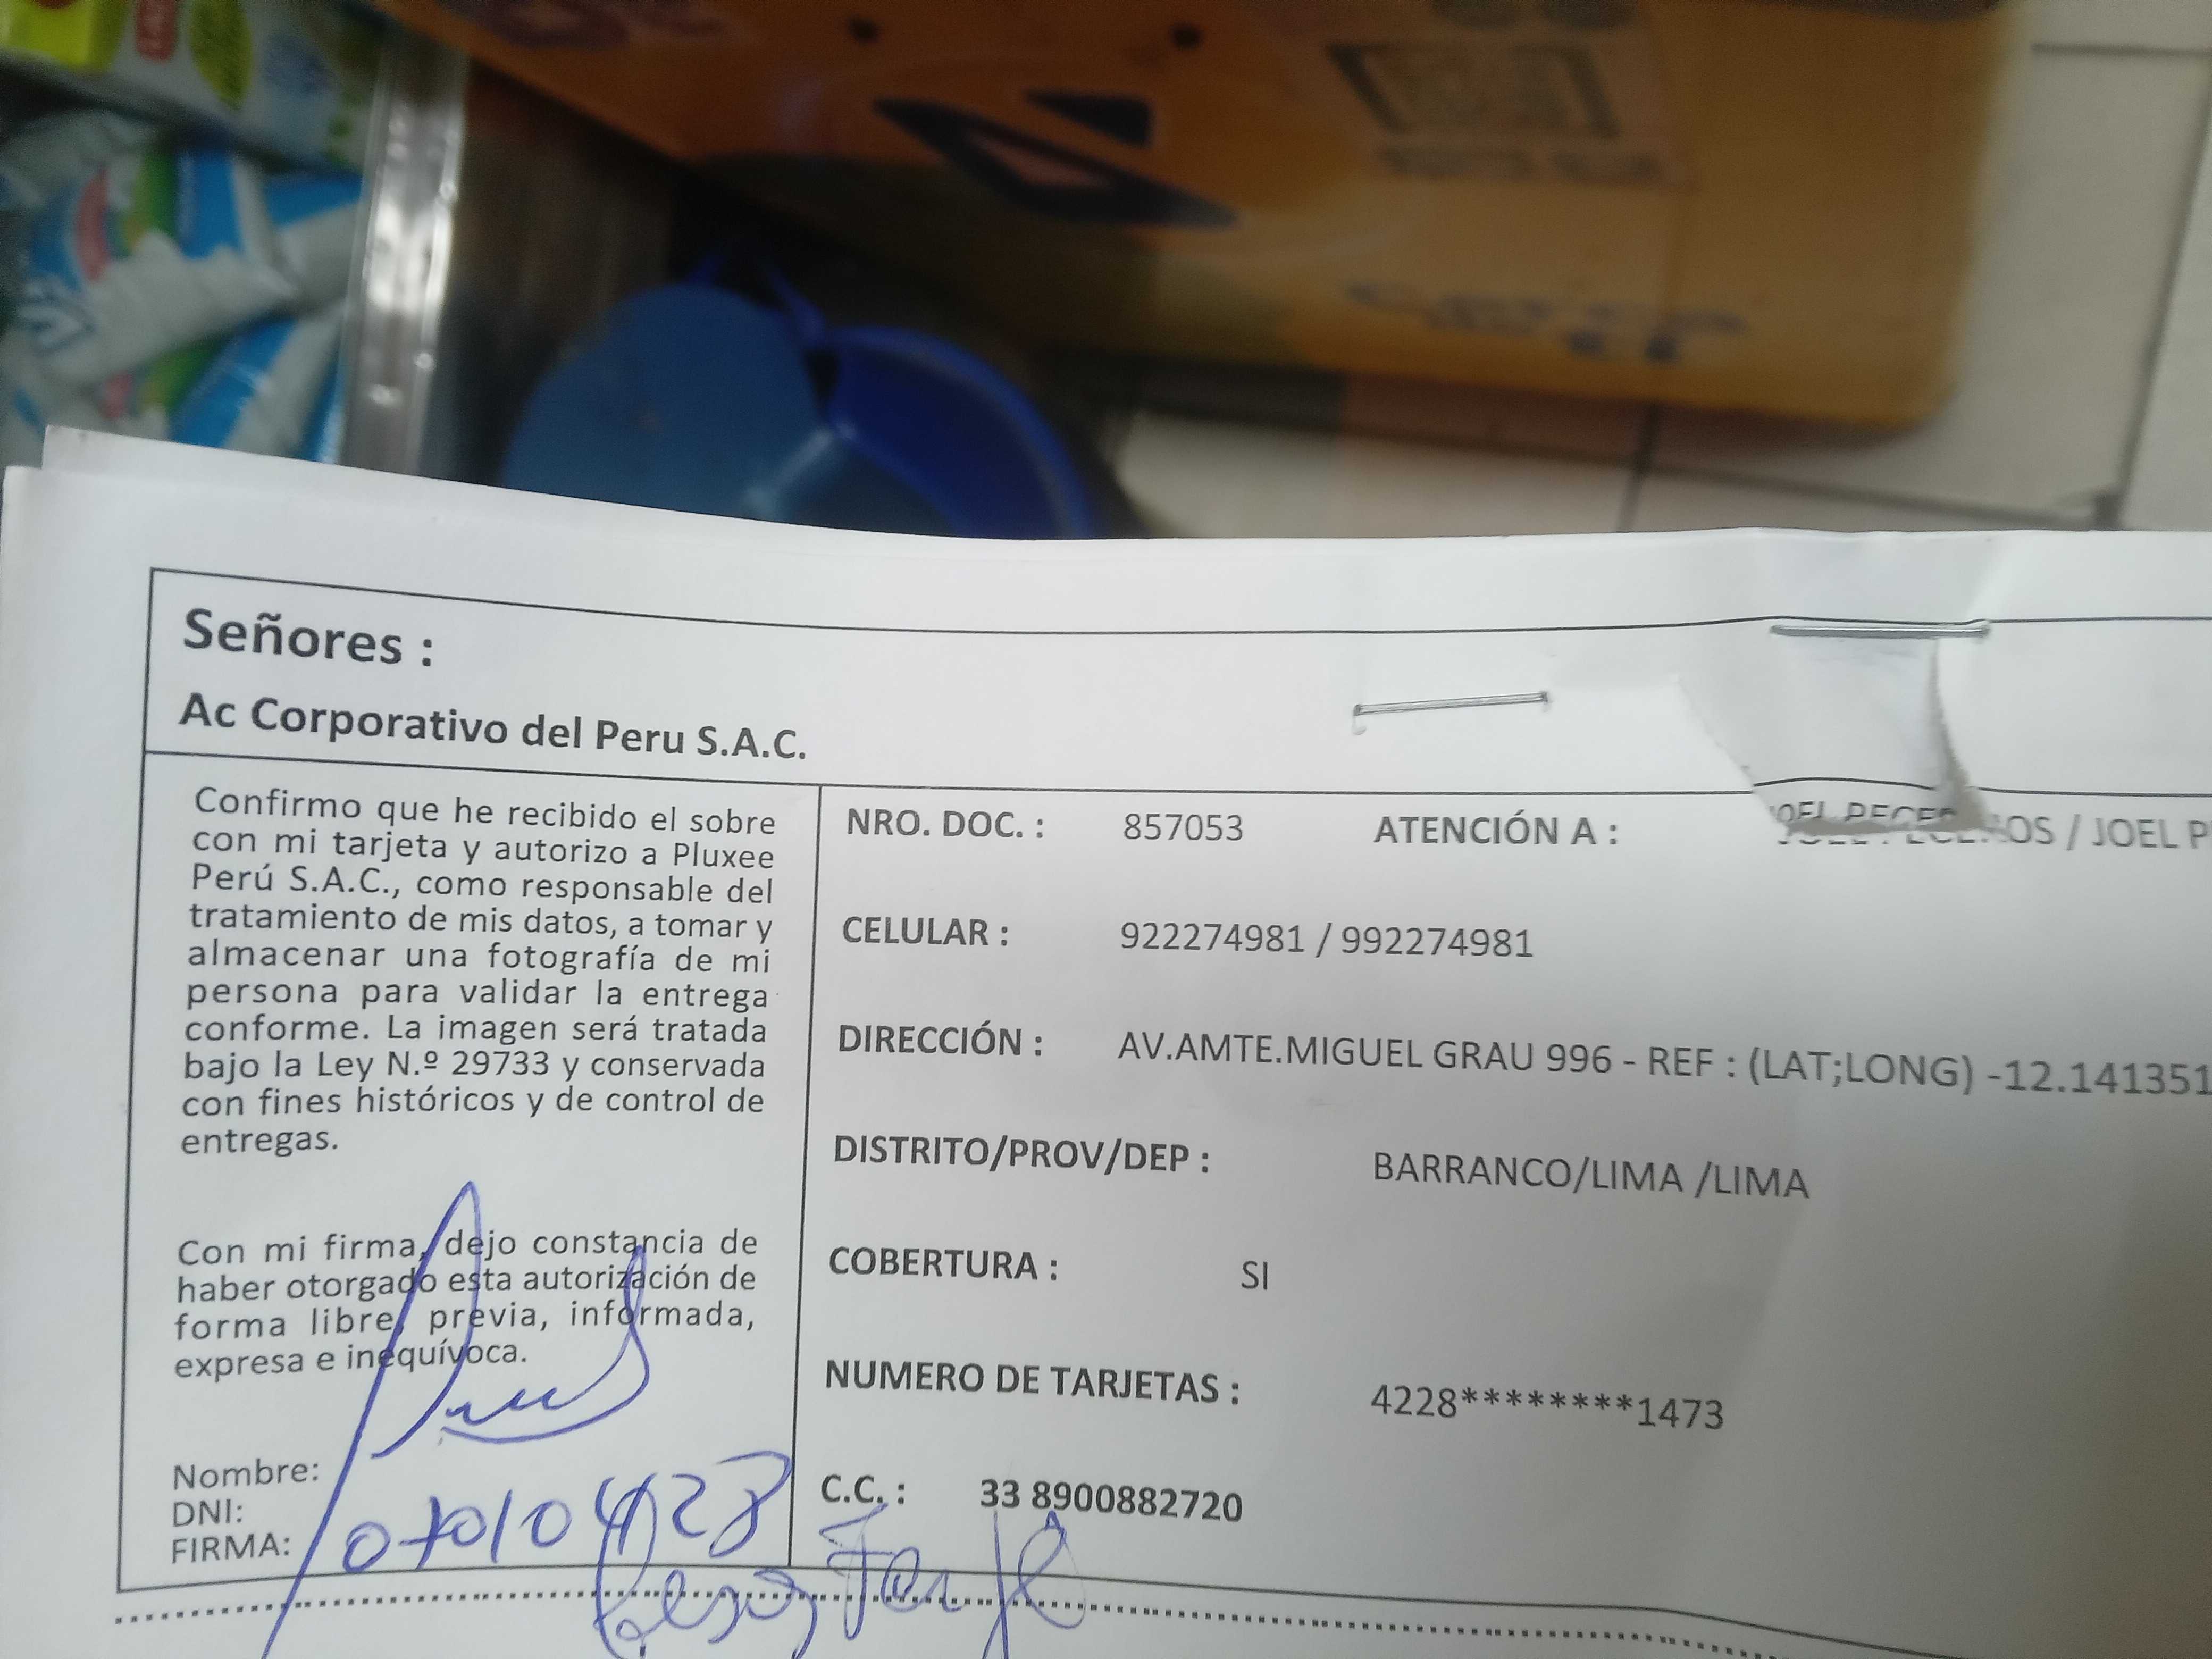 Señores :
Ac Corporativo del Peru S.A.C.
Confirmo que he recibido el sobre
con mi tarjeta y autorizo a Pluxee
Perú S.A.C., como responsable del
tratamiento de mis datos, a tomar y
almacenar una fotografía de mi
persona para validar la entrega
conforme. La imagen será tratada
bajo la Ley N.º 29733 y conservada
con fines históricos y de control de
entregas.
Con mi firma, dejo constancia de
haber otorgado esta autorización de
forma libre, previa, informada,
expresa e inequívoca.
Nombre:
DNI:
FIRMA:
07010428
NRO. DOC. : 857053 ATENCIÓN A : OS / JOEL P
CELULAR : 922274981 / 992274981
DIRECCIÓN : AV.AMTE.MIGUEL GRAU 996 - REF : (LAT;LONG) -12.141351
DISTRITO/PROV/DEP : BARRANCO/LIMA /LIMA
COBERTURA : SI
NUMERO DE TARJETAS : 4228********1473
C.C. : 33 8900882720